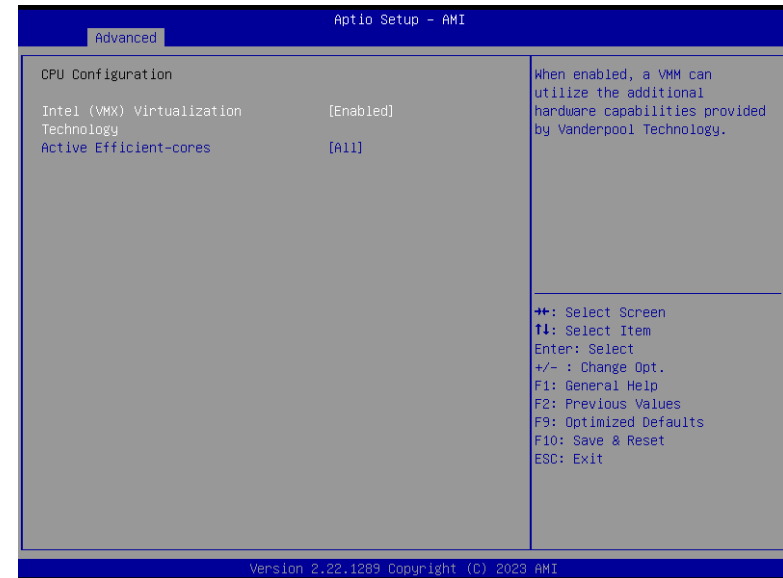 Aptio Setup – AMI
Advanced
CPU Configuration
Intel (VMX) Virtualization [Enabled]
Technology
Active Efficient-cores [All]
When enabled, a VMM can
utilize the additional
hardware capabilities provided
by Vanderpool Technology.
→←: Select Screen
↑↓: Select Item
Enter: Select
+/- : Change Opt.
F1: General Help
F2: Previous Values
F9: Optimized Defaults
F10: Save & Reset
ESC: Exit
Version 2.22.1289 Copyright (C) 2023 AMI